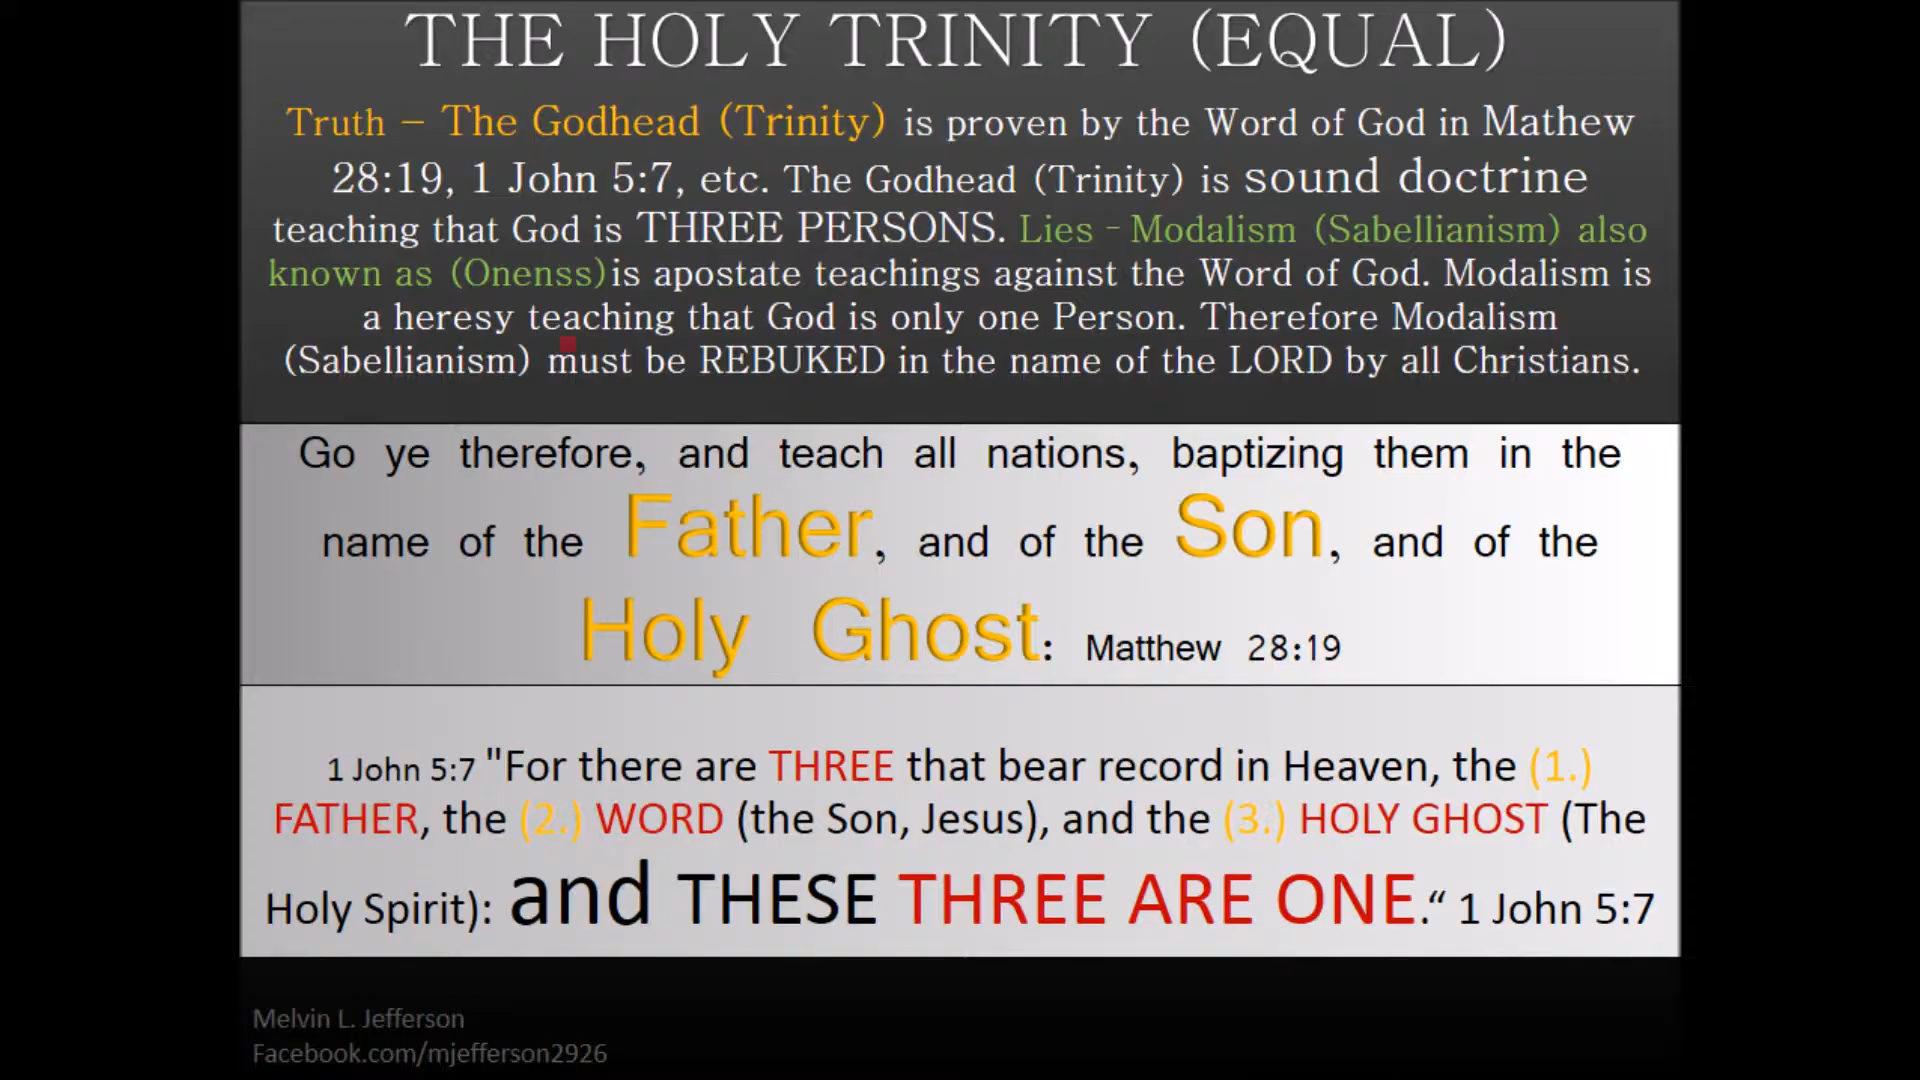 THE HOLY TRINITY (EQUAL)
Truth – The Godhead (Trinity) is proven by the Word of God in Mathew
28:19, 1 John 5:7, etc. The Godhead (Trinity) is sound doctrine
teaching that God is THREE PERSONS. Lies - Modalism (Sabellianism) also
known as (Onenss)is apostate teachings against the Word of God. Modalism is
a heresy teaching that God is only one Person. Therefore Modalism
(Sabellianism) must be REBUKED in the name of the LORD by all Christians.
Go ye therefore, and teach all nations, baptizing them in the
name of the Father, and of the Son, and of the
Holy Ghost: Matthew 28:19
1 John 5:7 "For there are THREE that bear record in Heaven, the (1.)
FATHER, the (2.) WORD (the Son, Jesus), and the (3.) HOLY GHOST (The
Holy Spirit): and THESE THREE ARE ONE.“ 1 John 5:7
Melvin L. Jefferson
Facebook.com/mjefferson2926